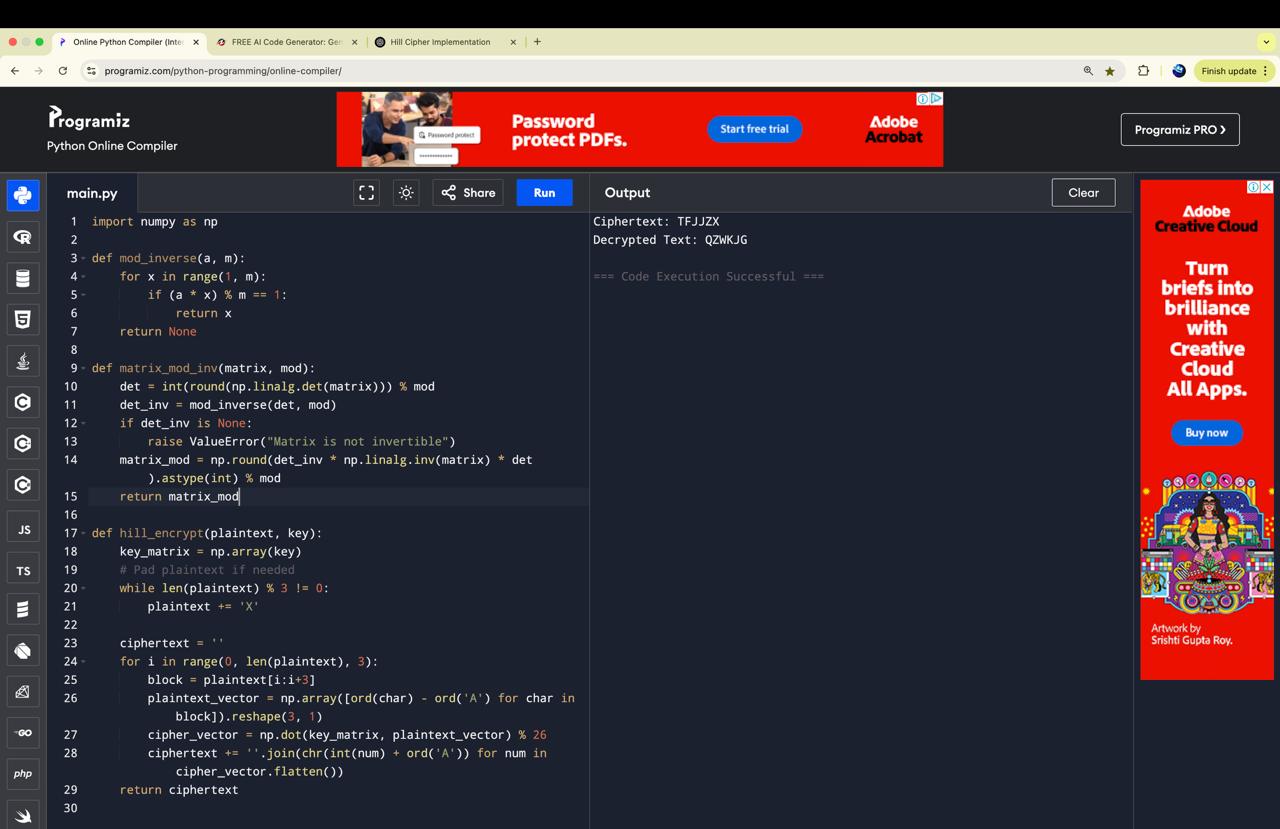 Online Python Compiler (Inte
FREE AI Code Generator: Gen
Hill Cipher Implementation
programiz.com/python-programming/online-compiler/
Finish update
Programiz
Python Online Compiler
Password protect
Password
protect PDFs.
Start free trial
Adobe
Acrobat
Programiz PRO ❯
main.py
Share
Run
Output
Clear
1 import numpy as np
2
3 def mod_inverse(a, m):
4     for x in range(1, m):
5         if (a * x) % m == 1:
6             return x
7     return None
8
9 def matrix_mod_inv(matrix, mod):
10     det = int(round(np.linalg.det(matrix))) % mod
11     det_inv = mod_inverse(det, mod)
12     if det_inv is None:
13         raise ValueError("Matrix is not invertible")
14     matrix_mod = np.round(det_inv * np.linalg.inv(matrix) * det
).astype(int) % mod
15     return matrix_mod
16
17 def hill_encrypt(plaintext, key):
18     key_matrix = np.array(key)
19     # Pad plaintext if needed
20     while len(plaintext) % 3 != 0:
21         plaintext += 'X'
22
23     ciphertext = ''
24     for i in range(0, len(plaintext), 3):
25         block = plaintext[i:i+3]
26         plaintext_vector = np.array([ord(char) - ord('A') for char in
block]).reshape(3, 1)
27         cipher_vector = np.dot(key_matrix, plaintext_vector) % 26
28         ciphertext += ''.join(chr(int(num) + ord('A')) for num in
cipher_vector.flatten())
29     return ciphertext
30
Ciphertext: TFJJZX
Decrypted Text: QZWKJG
=== Code Execution Successful ===
JS
TS
GO
php
Adobe
Creative Cloud
Turn
briefs into
brilliance
with
Creative
Cloud
All Apps.
Buy now
Artwork by
Srishti Gupta Roy.